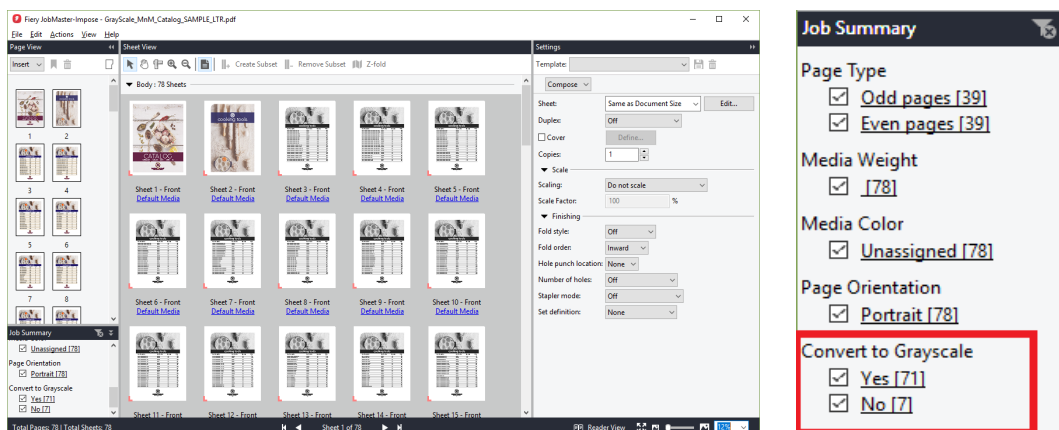 Fiery JobMaster-Impose - GrayScale_MnM_Catalog_SAMPLE_LTR.pdf
File Edit Actions View Help
Page View
Sheet View
Settings
Insert
Create Subset
Remove Subset
Z-fold
Template:
Body : 78 Sheets
Compose
Sheet: Same as Document Size Edit...
Duplex: Off
Cover Define...
Copies: 1
Scale
Scaling: Do not scale
Scale Factor: 100 %
Finishing
Fold style: Off
Fold order: Inward
Hole punch location: None
Number of holes: Off
Stapler mode: Off
Set definition: None
1 2
3 4
5 6
7 8
CATALOG
cooking tools
Sheet 1 - Front Sheet 2 - Front Sheet 3 - Front Sheet 4 - Front Sheet 5 - Front
Default Media Default Media Default Media Default Media Default Media
Sheet 6 - Front Sheet 7 - Front Sheet 8 - Front Sheet 9 - Front Sheet 10 - Front
Default Media Default Media Default Media Default Media Default Media
Sheet 11 - Front Sheet 12 - Front Sheet 13 - Front Sheet 14 - Front Sheet 15 - Front
Job Summary
Unassigned [78]
Page Orientation
Portrait [78]
Convert to Grayscale
Yes [71]
No [7]
Total Pages: 78 | Total Sheets: 78
Sheet 1 of 78
Reader View
12%
Job Summary
Page Type
Odd pages [39]
Even pages [39]
Media Weight
[78]
Media Color
Unassigned [78]
Page Orientation
Portrait [78]
Convert to Grayscale
Yes [71]
No [7]